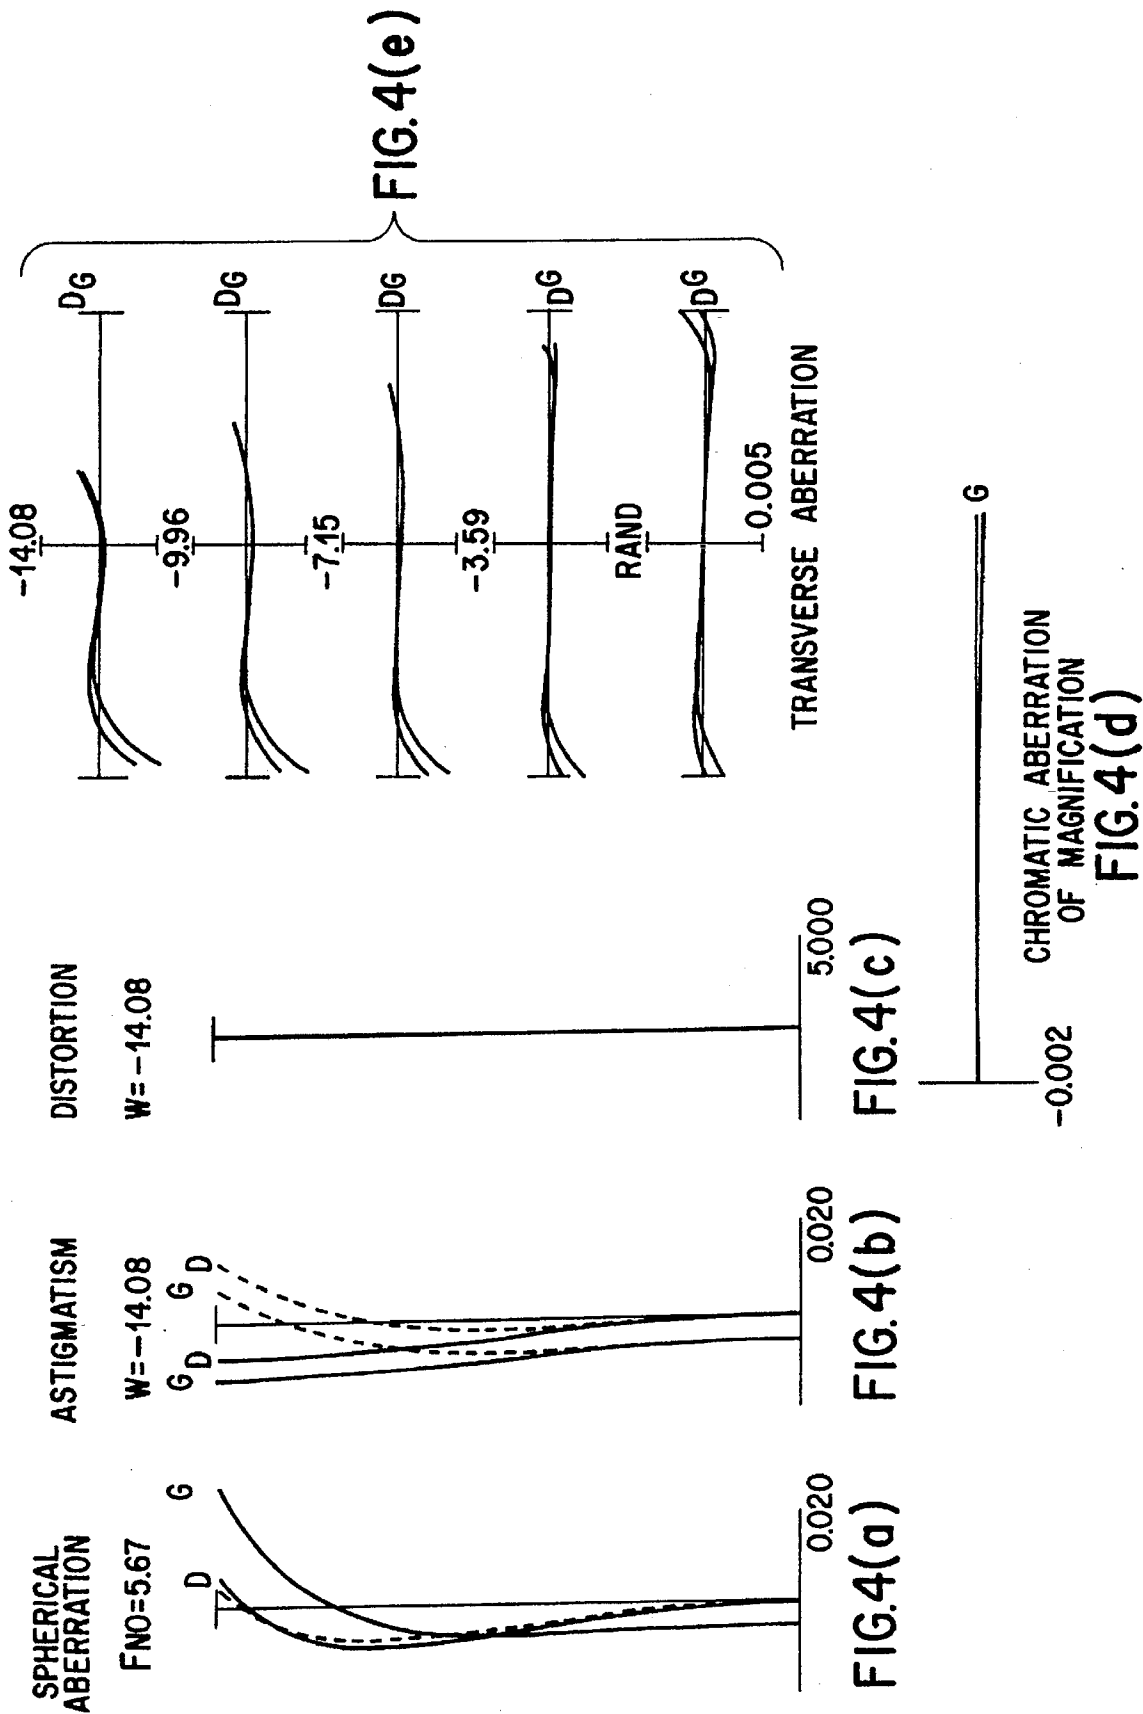 SPHERICAL
ABERRATION
FNO=5.67
D
G
0.020
FIG.4(a)
ASTIGMATISM
W=-14.08
G
D
G
D
0.020
FIG.4(b)
DISTORTION
W=-14.08
5.000
FIG.4(c)
-14.08
DG
-9.96
DG
-7.15
DG
-3.59
DG
RAND
DG
0.005
TRANSVERSE ABERRATION
FIG.4(e)
G
-0.002
CHROMATIC ABERRATION
OF MAGNIFICATION
FIG.4(d)